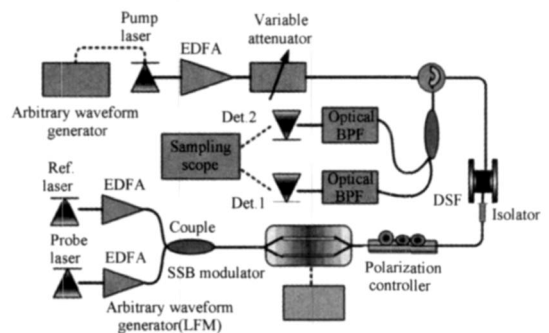 Pump
laser
EDFA
Variable
attenuator
Arbitrary waveform
generator
Det.2
Optical
BPF
Sampling
scope
Optical
BPF
Det.1
DSF
Isolator
Ref.
laser
EDFA
Couple
Probe
laser
EDFA
SSB modulator
Polarization
controller
Arbitrary waveform
generator(LFM)